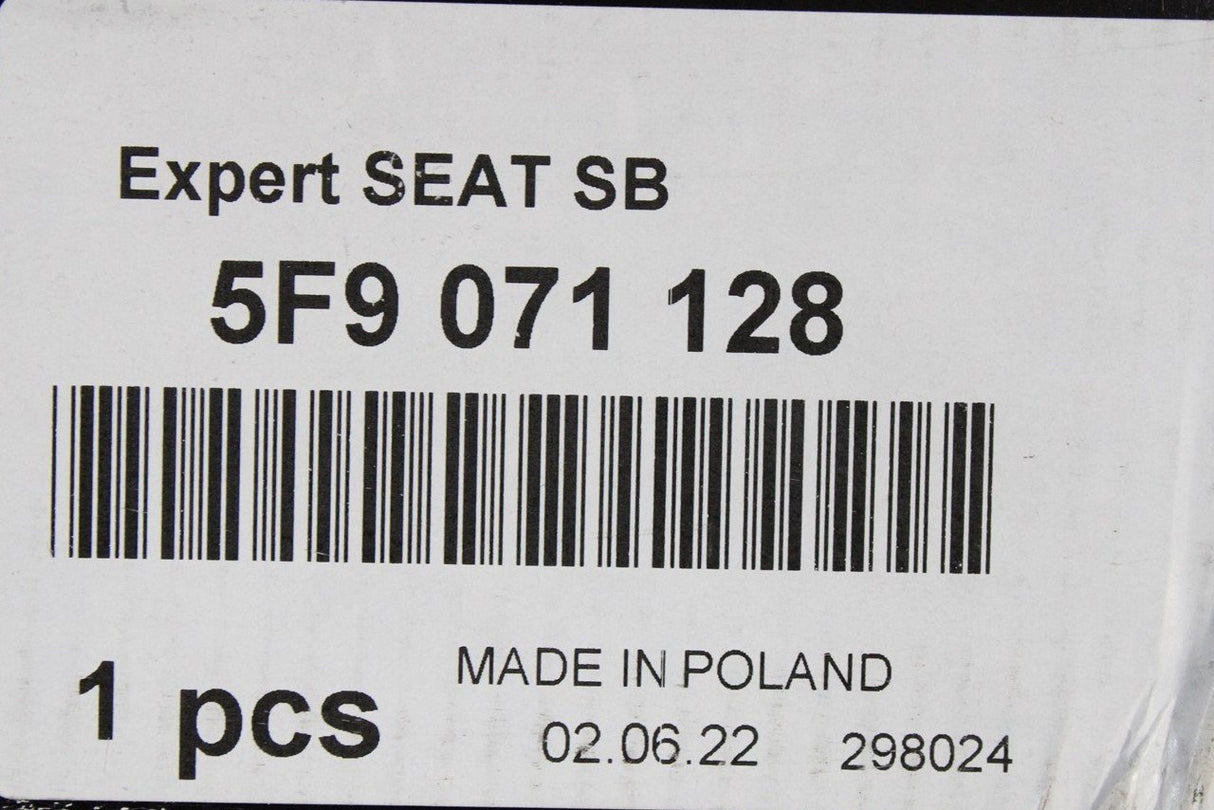 Expert SEAT SB
5F9 071 128
1 pcs
MADE IN POLAND
02.06.22 298024